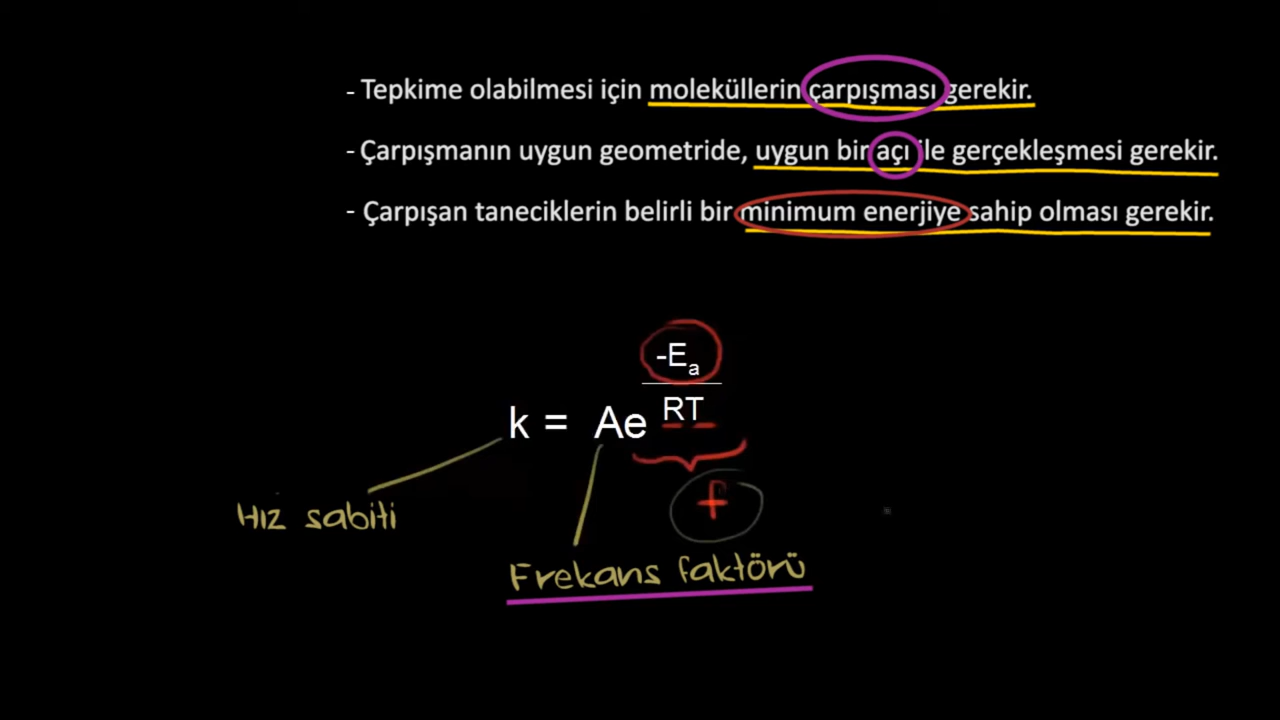 - Tepkime olabilmesi için moleküllerin çarpışması gerekir.
- Çarpışmanın uygun geometride, uygun bir açı ile gerçekleşmesi gerekir.
- Çarpışan taneciklerin belirli bir minimum enerjiye sahip olması gerekir.
k = Ae^(-Ea/RT)
f
Hız sabiti
Frekans faktörü